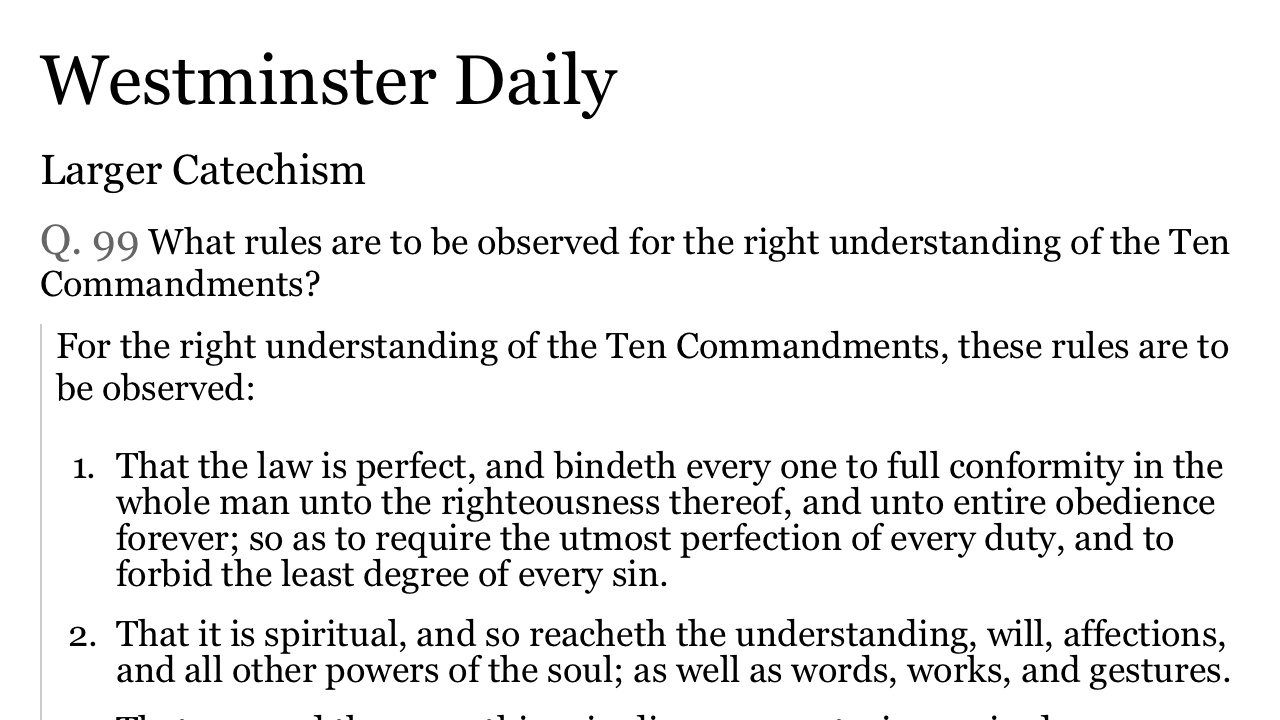 Westminster Daily
Larger Catechism
Q. 99 What rules are to be observed for the right understanding of the Ten
Commandments?
For the right understanding of the Ten Commandments, these rules are to
be observed:
1. That the law is perfect, and bindeth every one to full conformity in the
whole man unto the righteousness thereof, and unto entire obedience
forever; so as to require the utmost perfection of every duty, and to
forbid the least degree of every sin.
2. That it is spiritual, and so reacheth the understanding, will, affections,
and all other powers of the soul; as well as words, works, and gestures.